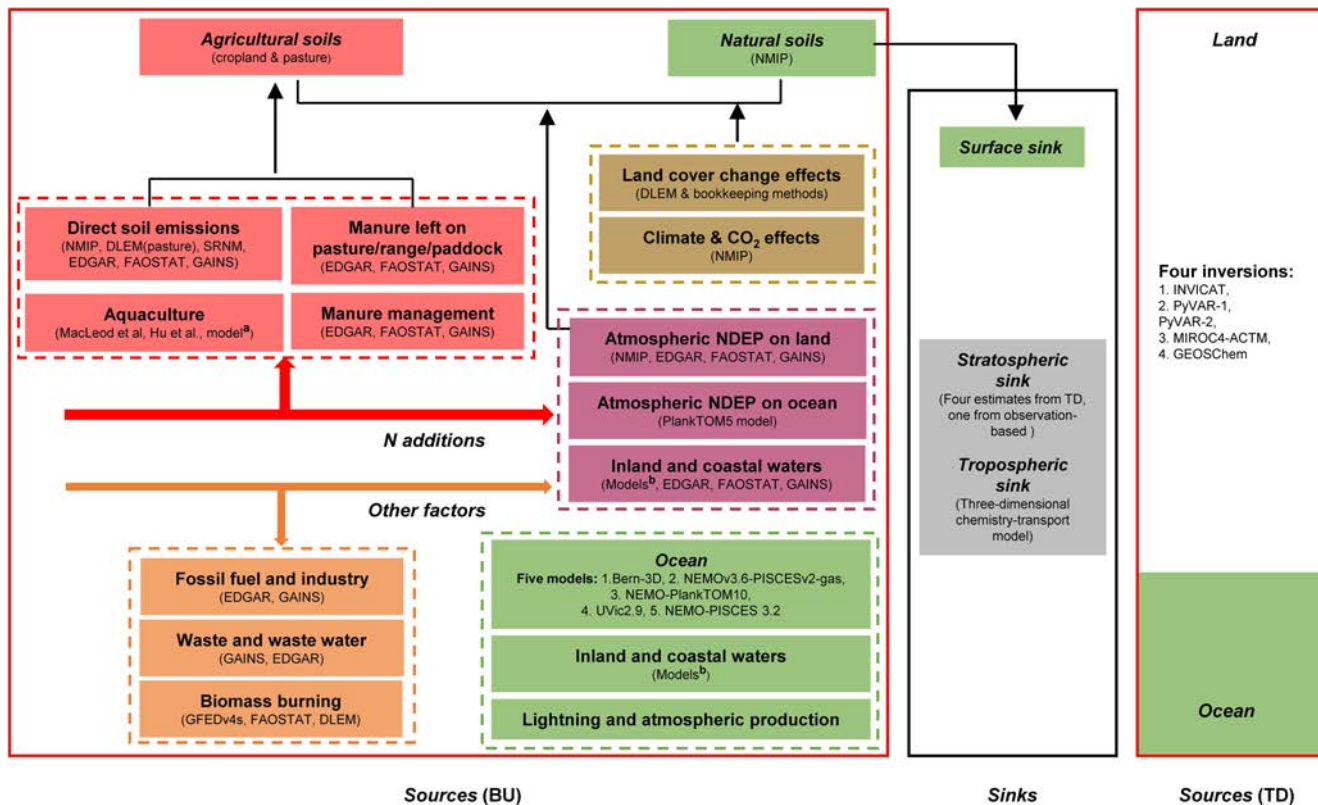 Agricultural soils
(cropland & pasture)
Natural soils
(NMIP)
Land cover change effects
(DLEM & bookkeeping methods)
Climate & CO₂ effects
(NMIP)
Direct soil emissions
(NMIP, DLEM(pasture), SRNM,
EDGAR, FAOSTAT, GAINS)
Manure left on
pasture/range/paddock
(EDGAR, FAOSTAT, GAINS)
Aquaculture
(MacLeod et al, Hu et al., modelᵃ)
Manure management
(EDGAR, FAOSTAT, GAINS)
Atmospheric NDEP on land
(NMIP, EDGAR, FAOSTAT, GAINS)
Atmospheric NDEP on ocean
(PlankTOM5 model)
Inland and coastal waters
(Modelsᵇ, EDGAR, FAOSTAT, GAINS)
N additions
Other factors
Fossil fuel and industry
(EDGAR, GAINS)
Waste and waste water
(GAINS, EDGAR)
Biomass burning
(GFEDv4s, FAOSTAT, DLEM)
Ocean
Five models: 1.Bern-3D, 2. NEMOv3.6-PISCESv2-gas,
3. NEMO-PlankTOM10,
4. UVic2.9, 5. NEMO-PISCES 3.2
Inland and coastal waters
(Modelsᵇ)
Lightning and atmospheric production
Sources (BU)
Surface sink
Stratospheric
sink
(Four estimates from TD,
one from observation-
based )
Tropospheric
sink
(Three-dimensional
chemistry-transport
model)
Sinks
Land
Four inversions:
1. INVICAT,
2. PyVAR-1,
PyVAR-2,
3. MIROC4-ACTM,
4. GEOSChem
Ocean
Sources (TD)